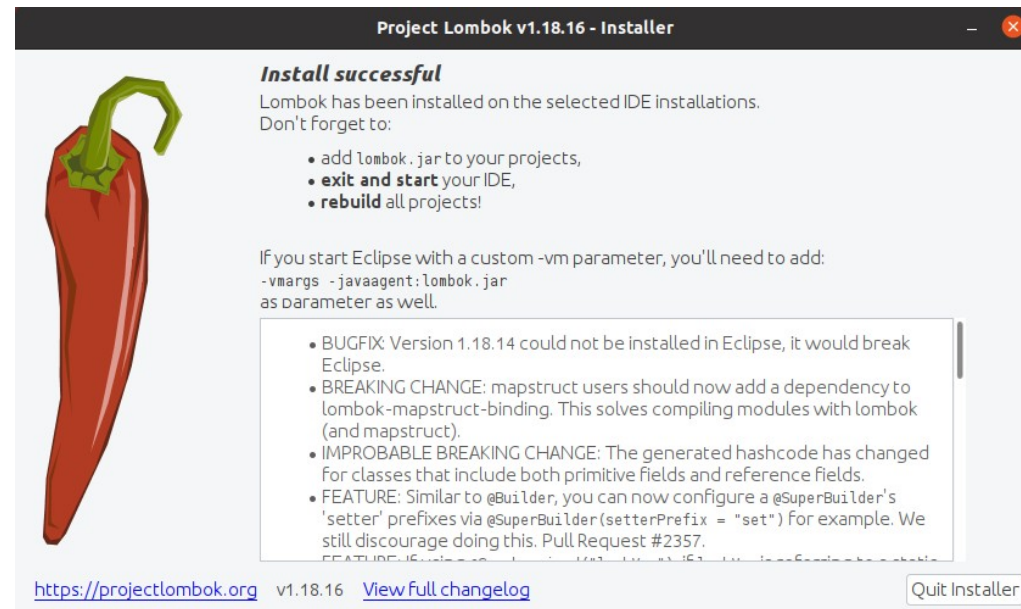 Project Lombok v1.18.16 - Installer
Install successful
Lombok has been installed on the selected IDE installations.
Don't forget to:
• add lombok.jar to your projects,
• exit and start your IDE,
• rebuild all projects!
If you start Eclipse with a custom -vm parameter, you'll need to add:
-vmargs -javaagent:lombok.jar
as parameter as well.
• BUGFIX: Version 1.18.14 could not be installed in Eclipse, it would break
Eclipse.
• BREAKING CHANGE: mapstruct users should now add a dependency to
lombok-mapstruct-binding. This solves compiling modules with lombok
(and mapstruct).
• IMPROBABLE BREAKING CHANGE: The generated hashcode has changed
for classes that include both primitive fields and reference fields.
• FEATURE: Similar to @Builder, you can now configure a @SuperBuilder's
'setter' prefixes via @SuperBuilder(setterPrefix = "set") for example. We
still discourage doing this. Pull Request #2357.
https://projectlombok.org v1.18.16 View full changelog Quit Installer